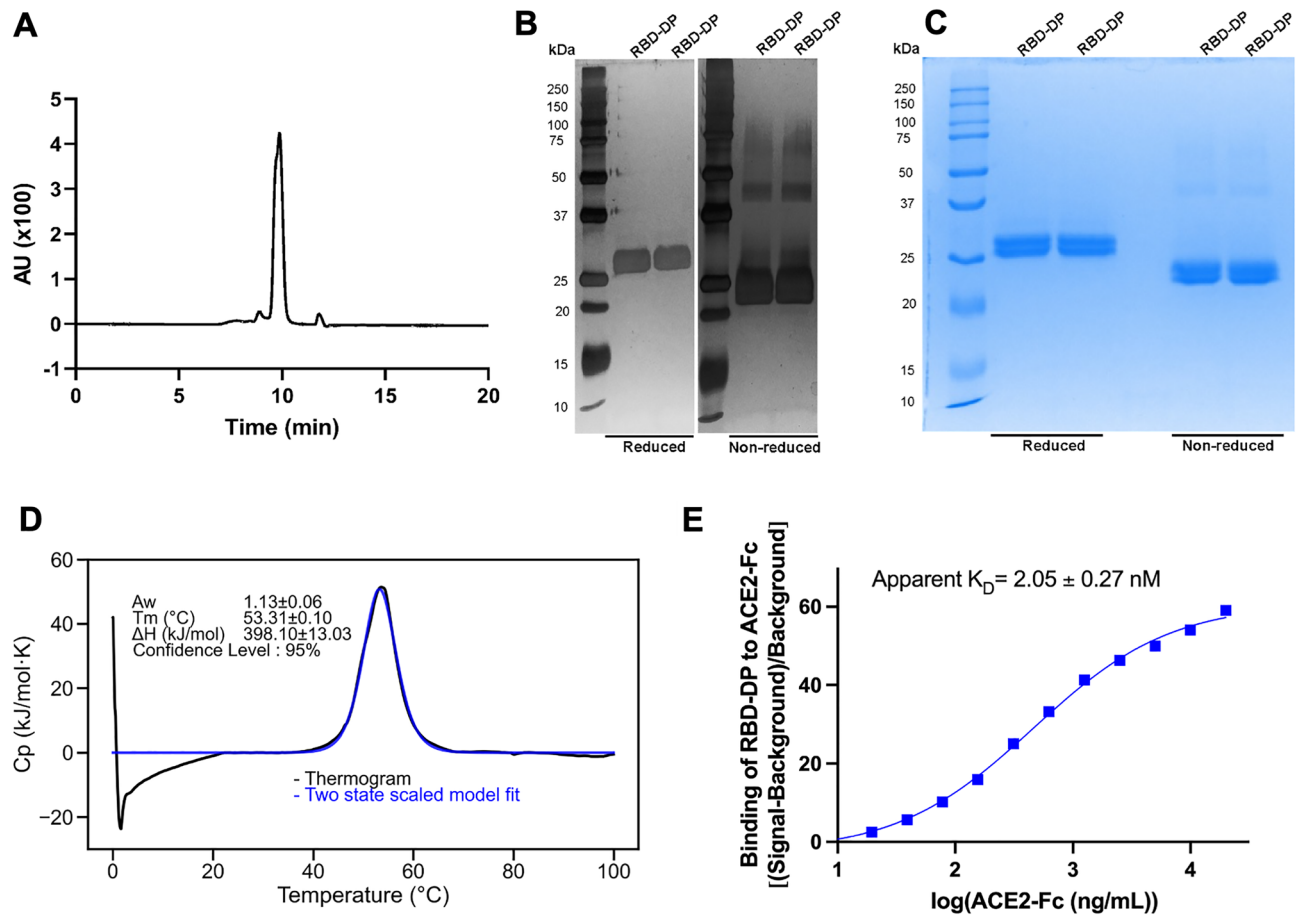 A
5
4
3
2
1
0
-1
AU (x100)
0 5 10 15 20
Time (min)
B
kDa
RBD-DP RBD-DP RBD-DP RBD-DP
250
150
100
75
50
37
25
20
15
10
Reduced Non-reduced
C
kDa
RBD-DP RBD-DP RBD-DP RBD-DP
250
150
100
75
50
37
25
20
15
10
Reduced Non-reduced
D
60
40
20
0
−20
Cp (kJ/mol·K)
Aw 1.13±0.06
Tm (°C) 53.31±0.10
ΔH (kJ/mol) 398.10±13.03
Confidence Level : 95%
- Thermogram
- Two state scaled model fit
0 20 40 60 80 100
Temperature (°C)
E
Binding of RBD-DP to ACE2-Fc
[(Signal-Background)/Background]
Apparent KD= 2.05 ± 0.27 nM
60
40
20
0
1 2 3 4
log(ACE2-Fc (ng/mL))